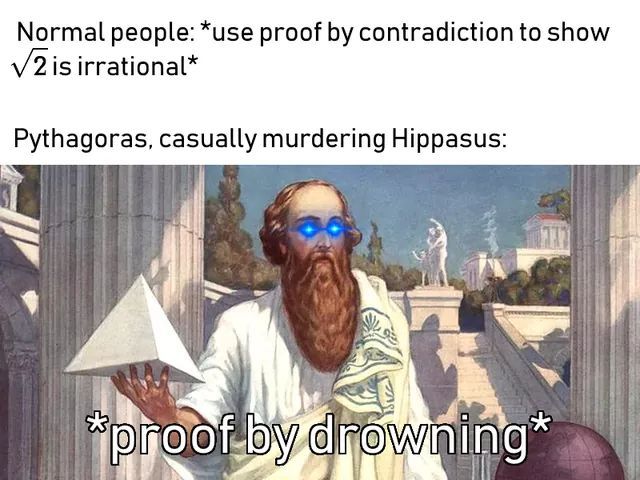 Normal people: *use proof by contradiction to show
√2 is irrational*
Pythagoras, casually murdering Hippasus:
*proof by drowning*